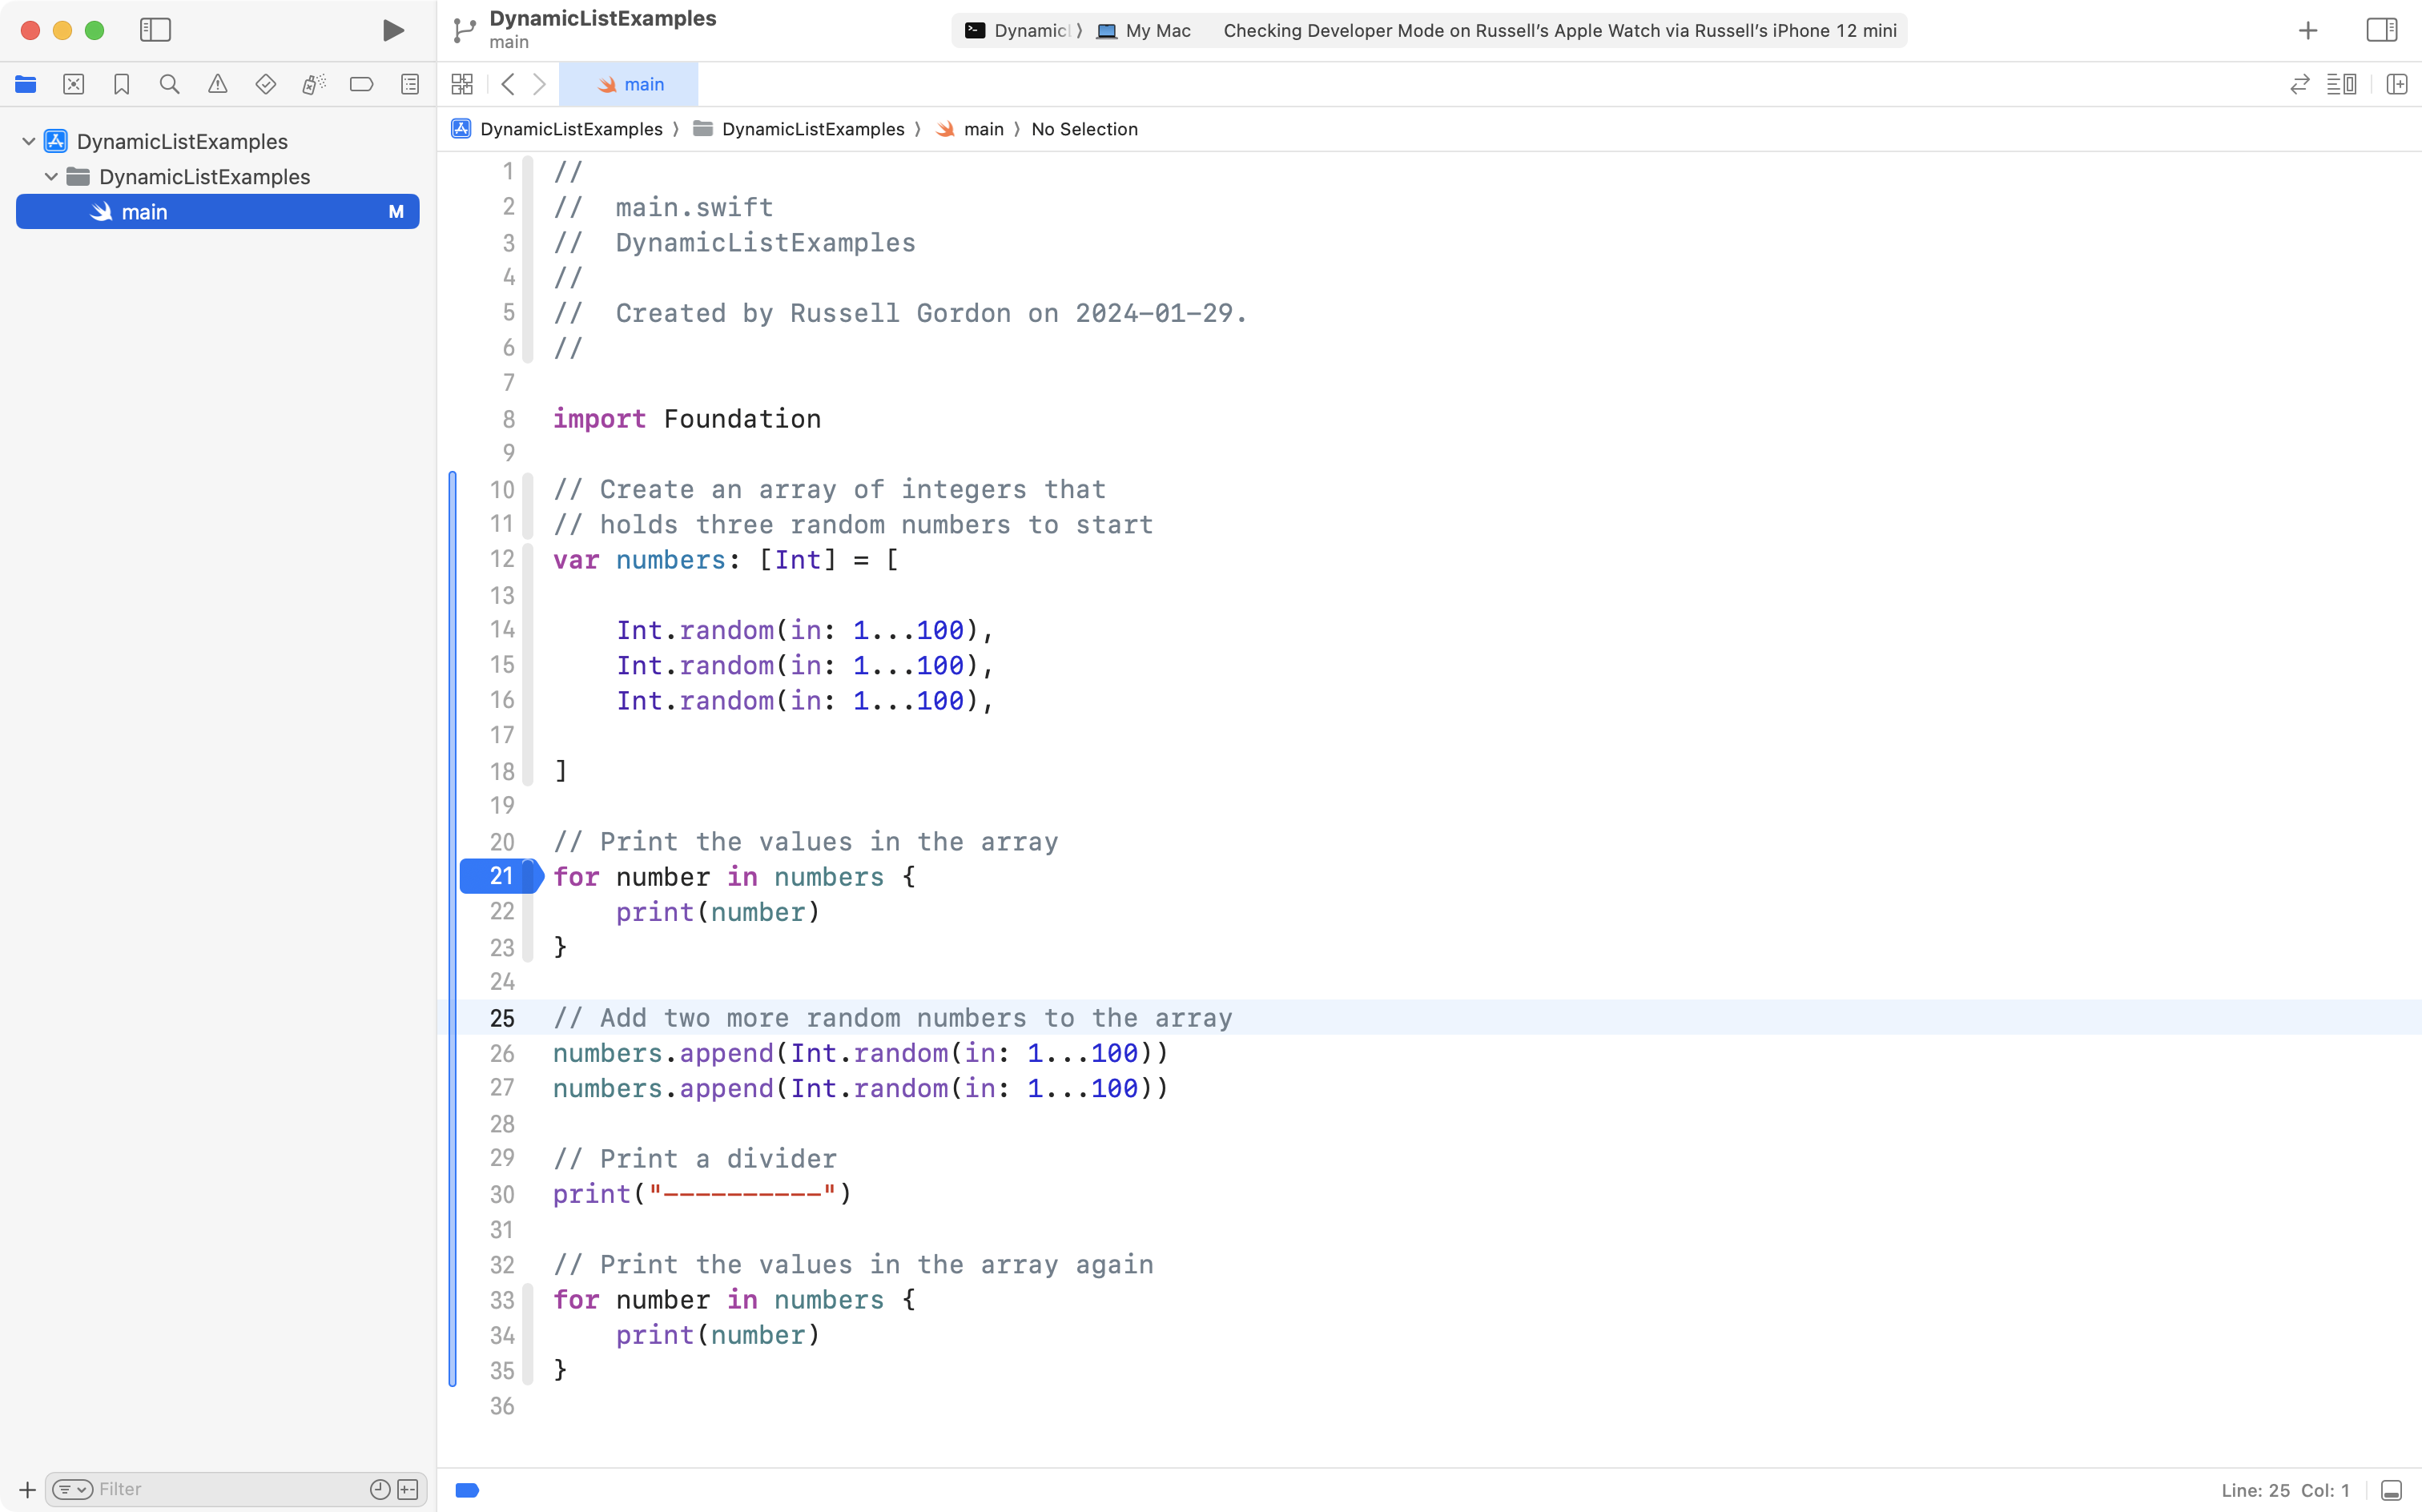 DynamicListExamples
main
Dynamic
My Mac
Checking Developer Mode on Russell’s Apple Watch via Russell’s iPhone 12 mini
main
DynamicListExamples
DynamicListExamples
main M
DynamicListExamples ⟩ DynamicListExamples ⟩ main ⟩ No Selection
1 //
2 //  main.swift
3 //  DynamicListExamples
4 //
5 //  Created by Russell Gordon on 2024-01-29.
6 //
7
8 import Foundation
9
10 // Create an array of integers that
11 // holds three random numbers to start
12 var numbers: [Int] = [
13
14     Int.random(in: 1...100),
15     Int.random(in: 1...100),
16     Int.random(in: 1...100),
17
18 ]
19
20 // Print the values in the array
21 for number in numbers {
22     print(number)
23 }
24
25 // Add two more random numbers to the array
26 numbers.append(Int.random(in: 1...100))
27 numbers.append(Int.random(in: 1...100))
28
29 // Print a divider
30 print("----------")
31
32 // Print the values in the array again
33 for number in numbers {
34     print(number)
35 }
36
Filter
Line: 25  Col: 1